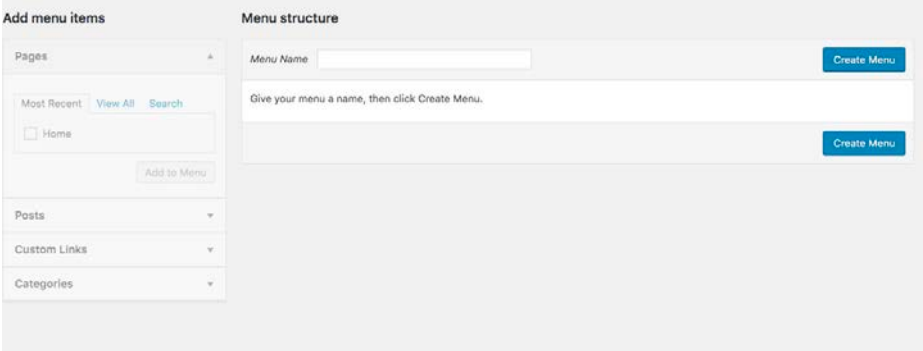 Add menu items
Pages
Most Recent View All Search
Home
Add to Menu
Posts
Custom Links
Categories
Menu structure
Menu Name Create Menu
Give your menu a name, then click Create Menu.
Create Menu